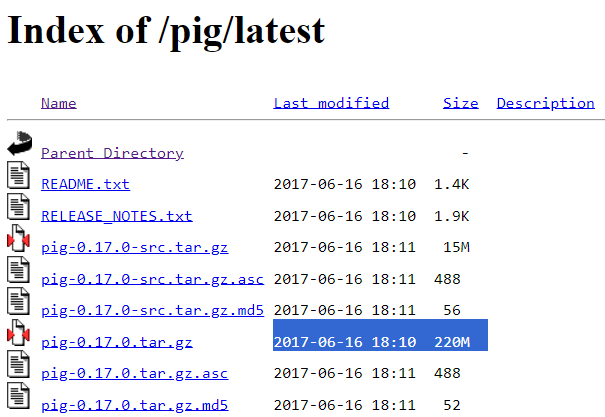 Index of /pig/latest
Name Last modified Size Description
Parent Directory -
README.txt 2017-06-16 18:10 1.4K
RELEASE_NOTES.txt 2017-06-16 18:10 1.9K
pig-0.17.0-src.tar.gz 2017-06-16 18:11 15M
pig-0.17.0-src.tar.gz.asc 2017-06-16 18:11 488
pig-0.17.0-src.tar.gz.md5 2017-06-16 18:11 56
pig-0.17.0.tar.gz 2017-06-16 18:10 220M
pig-0.17.0.tar.gz.asc 2017-06-16 18:11 488
pig-0.17.0.tar.gz.md5 2017-06-16 18:11 52